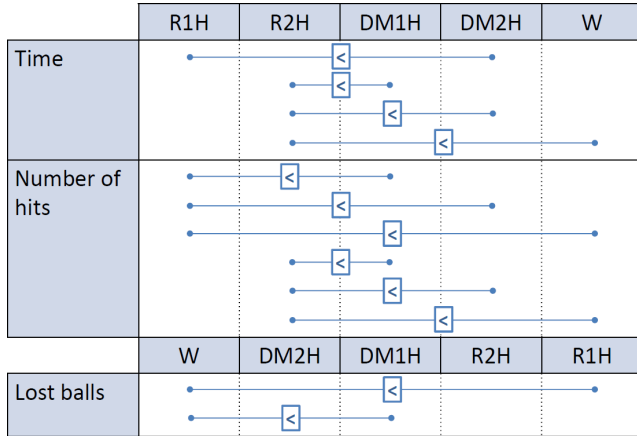 R1H R2H DM1H DM2H W
Time
<
<
<
<
Number of
hits
<
<
<
<
<
<
W DM2H DM1H R2H R1H
Lost balls
<
<